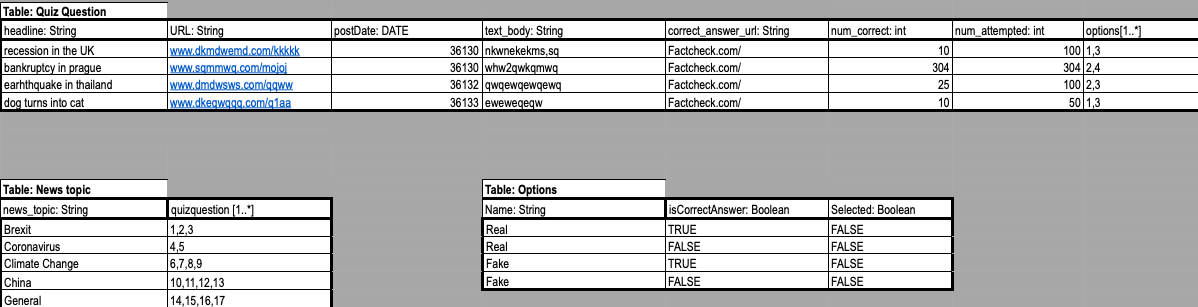 Table: Quiz Question
headline: String URL: String postDate: DATE text_body: String correct_answer_url: String num_correct: int num_attempted: int options[1..*]
recession in the UK www.dkmdwemd.com/kkkkk 36130 nkwnekekms,sq Factcheck.com/ 10 100 1,3
bankruptcy in prague www.sqmmwq.com/mojoj 36130 whw2qwkqmwq Factcheck.com/ 304 304 2,4
earhthquake in thailand www.dmdwsws.com/qqww 36132 qwqewqewqewq Factcheck.com/ 25 100 2,3
dog turns into cat www.dkeqwqqq.com/q1aa 36133 eweweqeqw Factcheck.com/ 10 50 1,3
Table: News topic Table: Options
news_topic: String quizquestion [1..*] Name: String isCorrectAnswer: Boolean Selected: Boolean
Brexit 1,2,3 Real TRUE FALSE
Coronavirus 4,5 Real FALSE FALSE
Climate Change 6,7,8,9 Fake TRUE FALSE
China 10,11,12,13 Fake FALSE FALSE
General 14,15,16,17